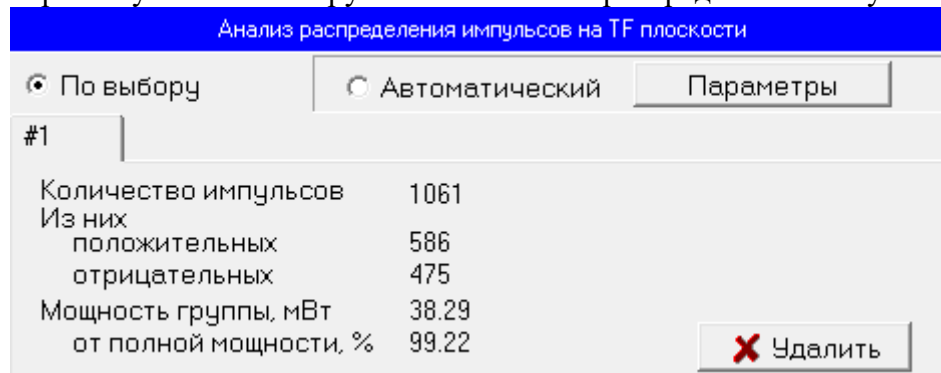 Анализ распределения импульсов на TF плоскости
По выбору Автоматический Параметры
#1
Количество импульсов 1061
Из них
положительных 586
отрицательных 475
Мощность группы, мВт 38.29
от полной мощности, % 99.22
Удалить